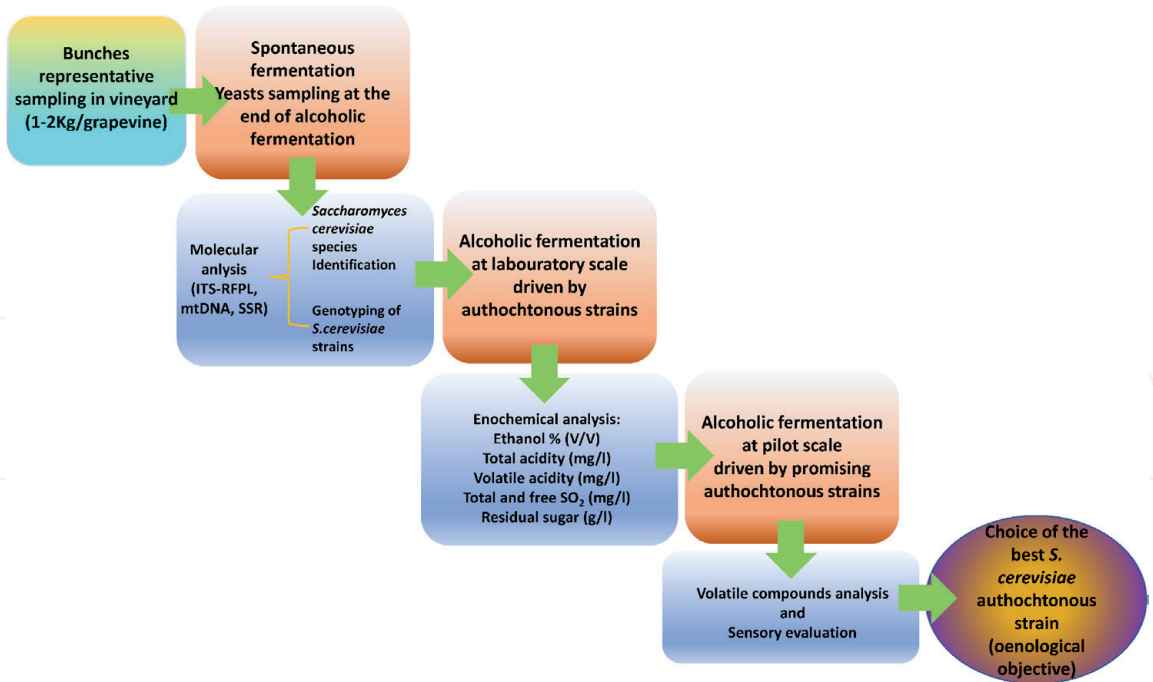 Bunches
representative
sampling in vineyard
(1-2Kg/grapevine)
Spontaneous
fermentation
Yeasts sampling at the
end of alcoholic
fermentation
Molecular
anlysis
(ITS-RFPL,
mtDNA, SSR)
Saccharomyces
cerevisiae
species
Identification
Genotyping of
S.cerevisiae
strains
Alcoholic fermentation
at labouratory scale
driven by
authochtonous strains
Enochemical analysis:
Ethanol % (V/V)
Total acidity (mg/l)
Volatile acidity (mg/l)
Total and free SO₂ (mg/l)
Residual sugar (g/l)
Alcoholic fermentation
at pilot scale
driven by promising
authochtonous strains
Volatile compounds analysis
and
Sensory evaluation
Choice of the
best S.
cerevisiae
authochtonous
strain
(oenological
objective)